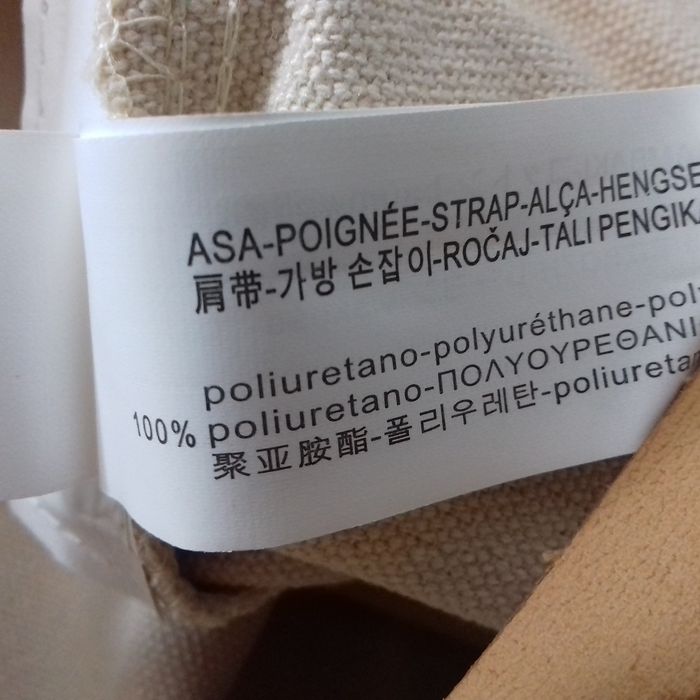 ASA-POIGNÉE-STRAP-ALÇA-HENGSE
肩带-가방 손잡이-ROČAJ-TALI PENGIK
poliuretano-polyuréthane-poly
100% poliuretano-ΠΟΛΥΟΥΡΕΘΑΝΙ
聚亚胺酯-폴리우레탄-poliureta